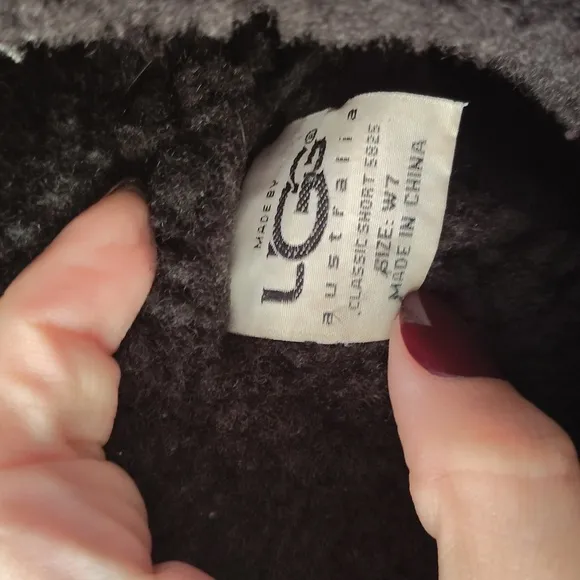 MADE BY
UGG®
australia
CLASSIC SHORT 5825
SIZE: W7
MADE IN CHINA